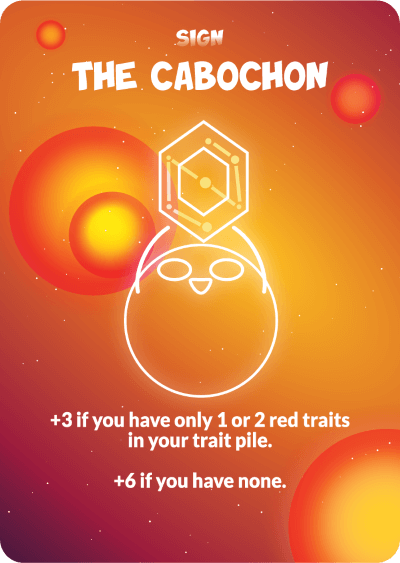 SIGN
THE CABOCHON
+3 if you have only 1 or 2 red traits
in your trait pile.
+6 if you have none.